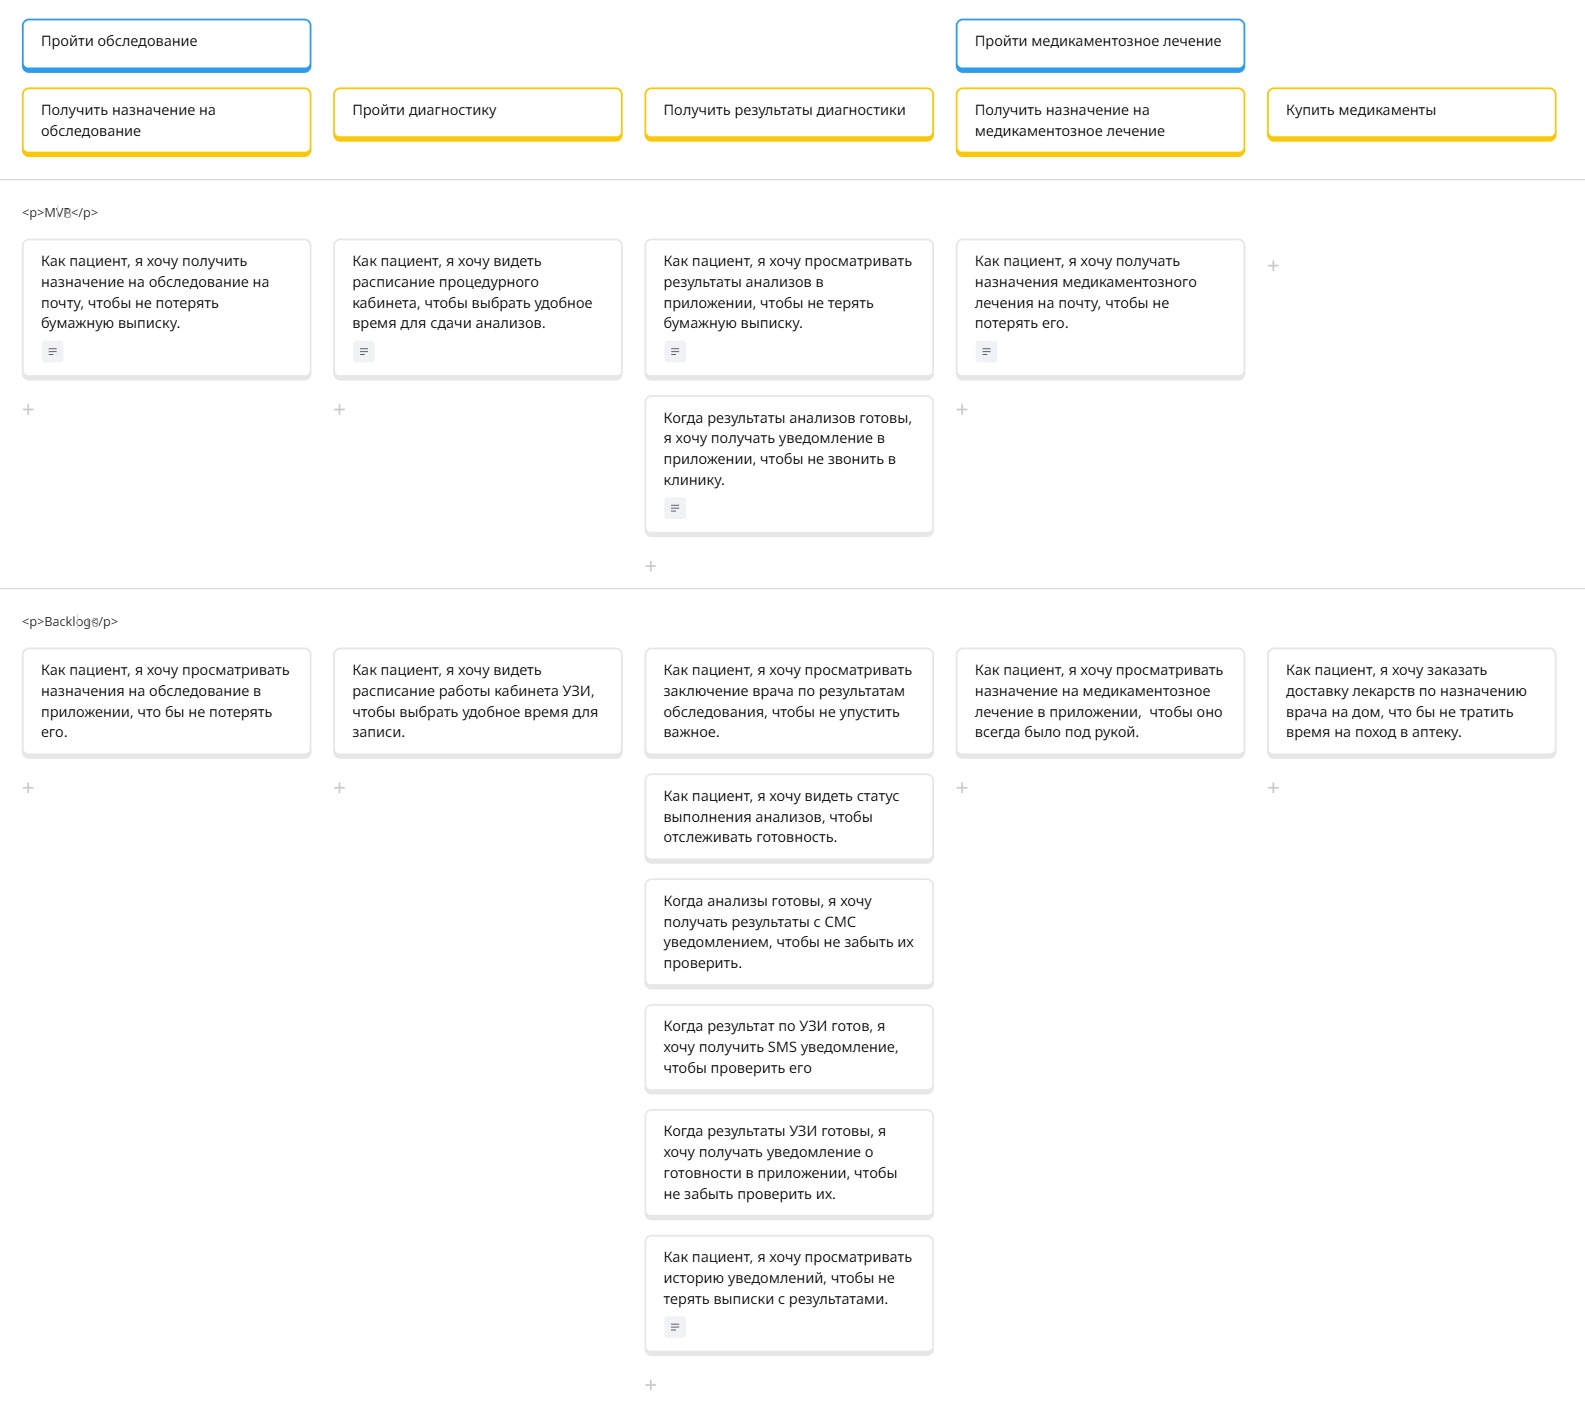 Пройти обследование
Пройти медикаментозное лечение
Получить назначение на
обследование
Пройти диагностику
Получить результаты диагностики
Получить назначение на
медикаментозное лечение
Купить медикаменты
<p>MVP</p>
Как пациент, я хочу получить
назначение на обследование на
почту, чтобы не потерять
бумажную выписку.
Как пациент, я хочу видеть
расписание процедурного
кабинета, чтобы выбрать удобное
время для сдачи анализов.
Как пациент, я хочу просматривать
результаты анализов в
приложении, чтобы не терять
бумажную выписку.
Как пациент, я хочу получать
назначения медикаментозного
лечения на почту, чтобы не
потерять его.
Когда результаты анализов готовы,
я хочу получать уведомление в
приложении, чтобы не звонить в
клинику.
<p>Backlog</p>
Как пациент, я хочу просматривать
назначения на обследование в
приложении, что бы не потерять
его.
Как пациент, я хочу видеть
расписание работы кабинета УЗИ,
чтобы выбрать удобное время для
записи.
Как пациент, я хочу просматривать
заключение врача по результатам
обследования, чтобы не упустить
важное.
Как пациент, я хочу просматривать
назначение на медикаментозное
лечение в приложении,  чтобы оно
всегда было под рукой.
Как пациент, я хочу заказать
доставку лекарств по назначению
врача на дом, что бы не тратить
время на поход в аптеку.
Как пациент, я хочу видеть статус
выполнения анализов, чтобы
отслеживать готовность.
Когда анализы готовы, я хочу
получать результаты с СМС
уведомлением, чтобы не забыть их
проверить.
Когда результат по УЗИ готов, я
хочу получить SMS уведомление,
чтобы проверить его
Когда результаты УЗИ готовы, я
хочу получать уведомление о
готовности в приложении, чтобы
не забыть проверить их.
Как пациент, я хочу просматривать
историю уведомлений, чтобы не
терять выписки с результатами.